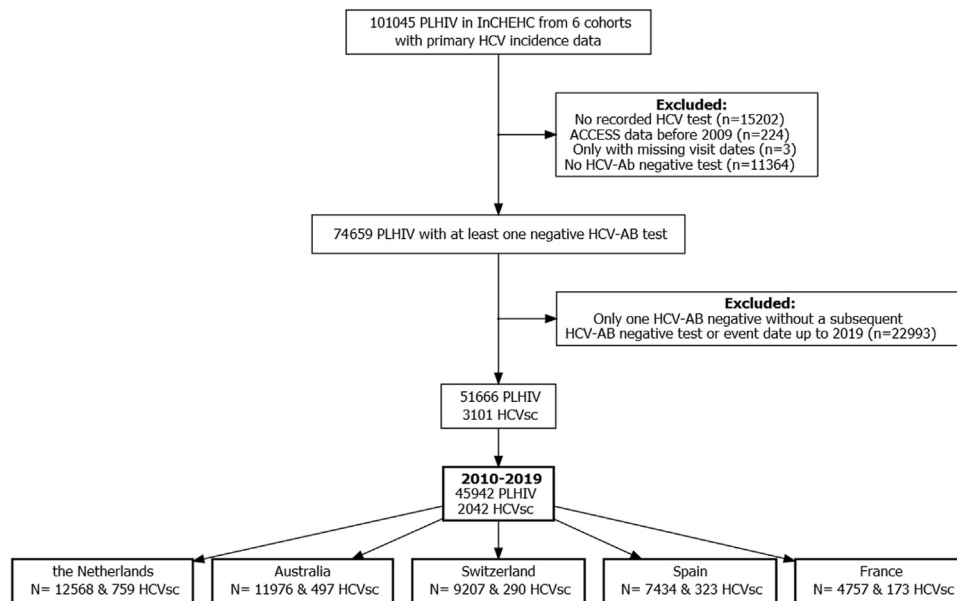 101045 PLHIV in InCHEHC from 6 cohorts
with primary HCV incidence data
Excluded:
No recorded HCV test (n=15202)
ACCESS data before 2009 (n=224)
Only with missing visit dates (n=3)
No HCV-Ab negative test (n=11364)
74659 PLHIV with at least one negative HCV-AB test
Excluded:
Only one HCV-AB negative without a subsequent
HCV-AB negative test or event date up to 2019 (n=22993)
51666 PLHIV
3101 HCVsc
2010-2019
45942 PLHIV
2042 HCVsc
the Netherlands
N= 12568 & 759 HCVsc
Australia
N= 11976 & 497 HCVsc
Switzerland
N= 9207 & 290 HCVsc
Spain
N= 7434 & 323 HCVsc
France
N= 4757 & 173 HCVsc